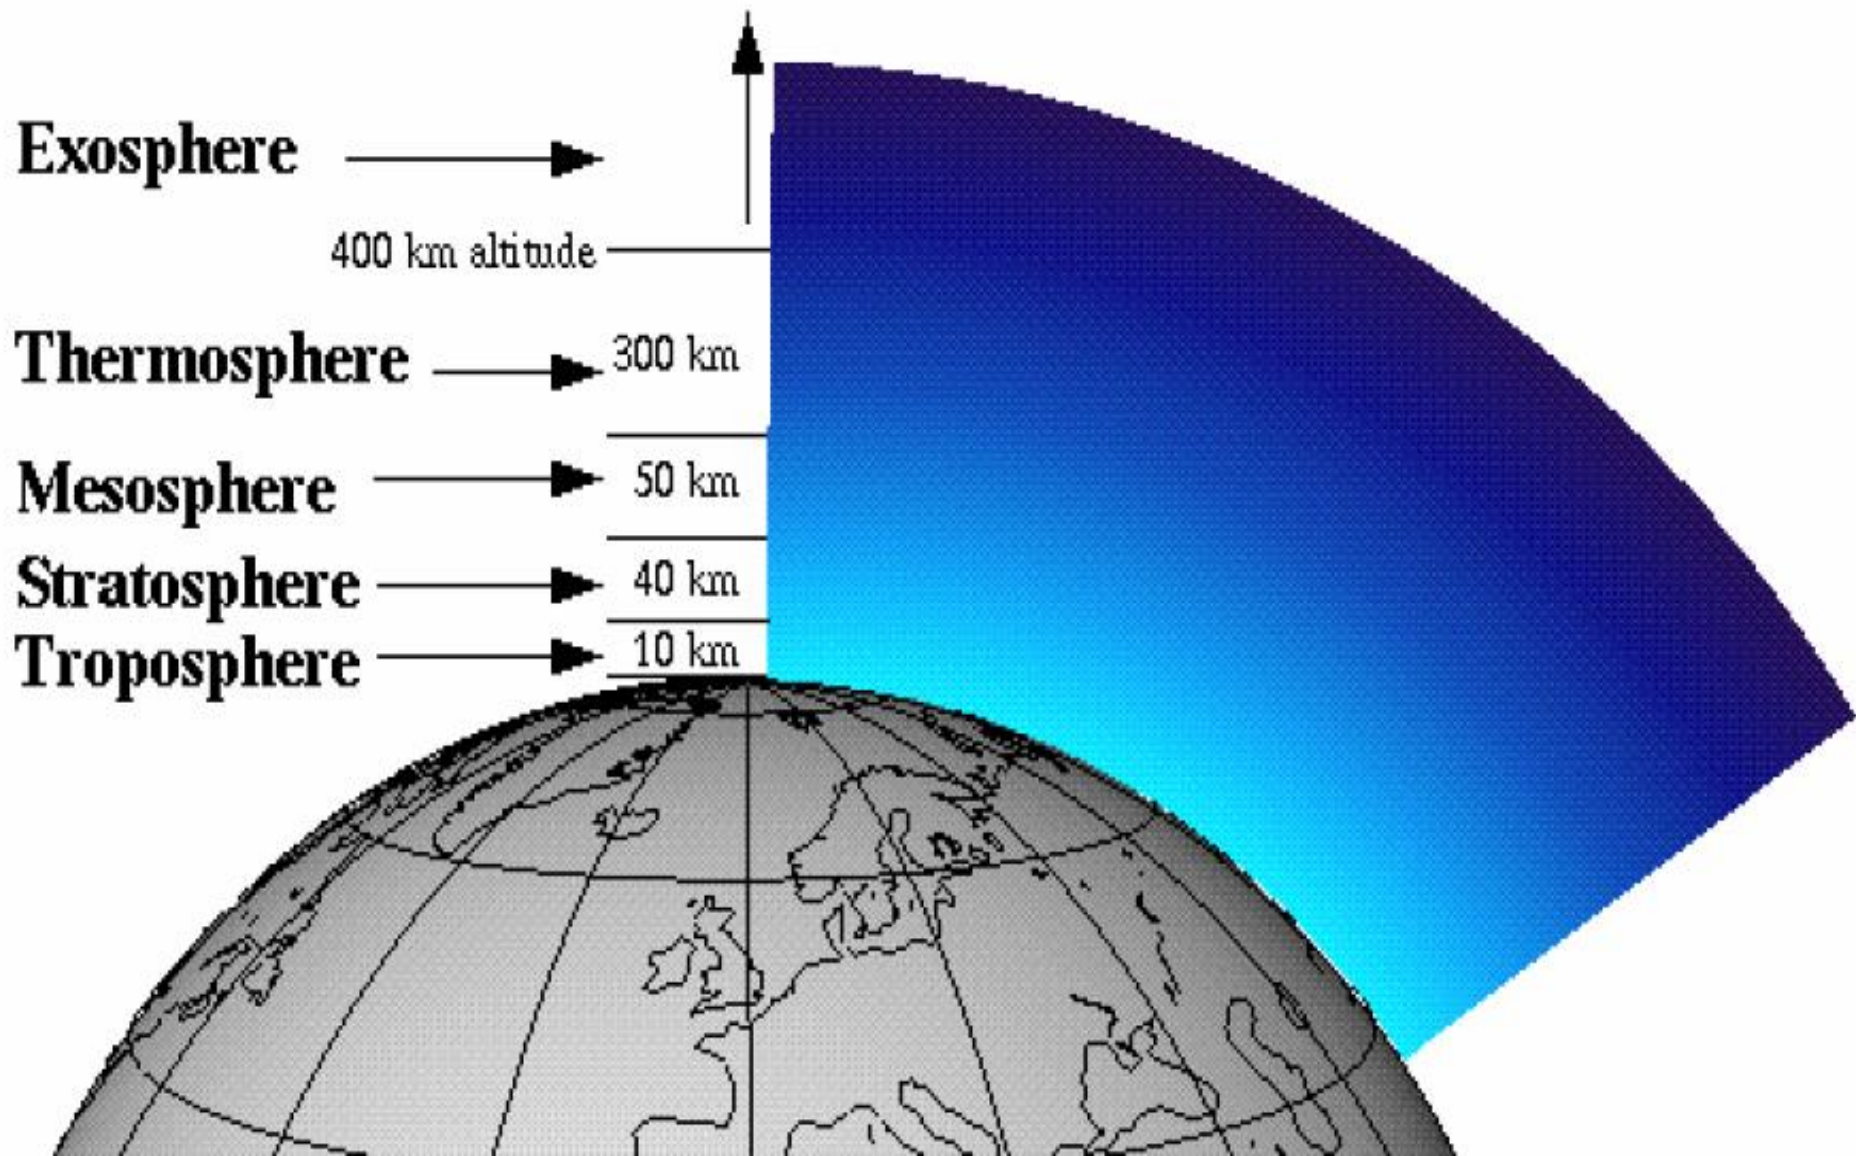 Exosphere
400 km altitude
Thermosphere 300 km
Mesosphere 50 km
Stratosphere 40 km
Troposphere 10 km